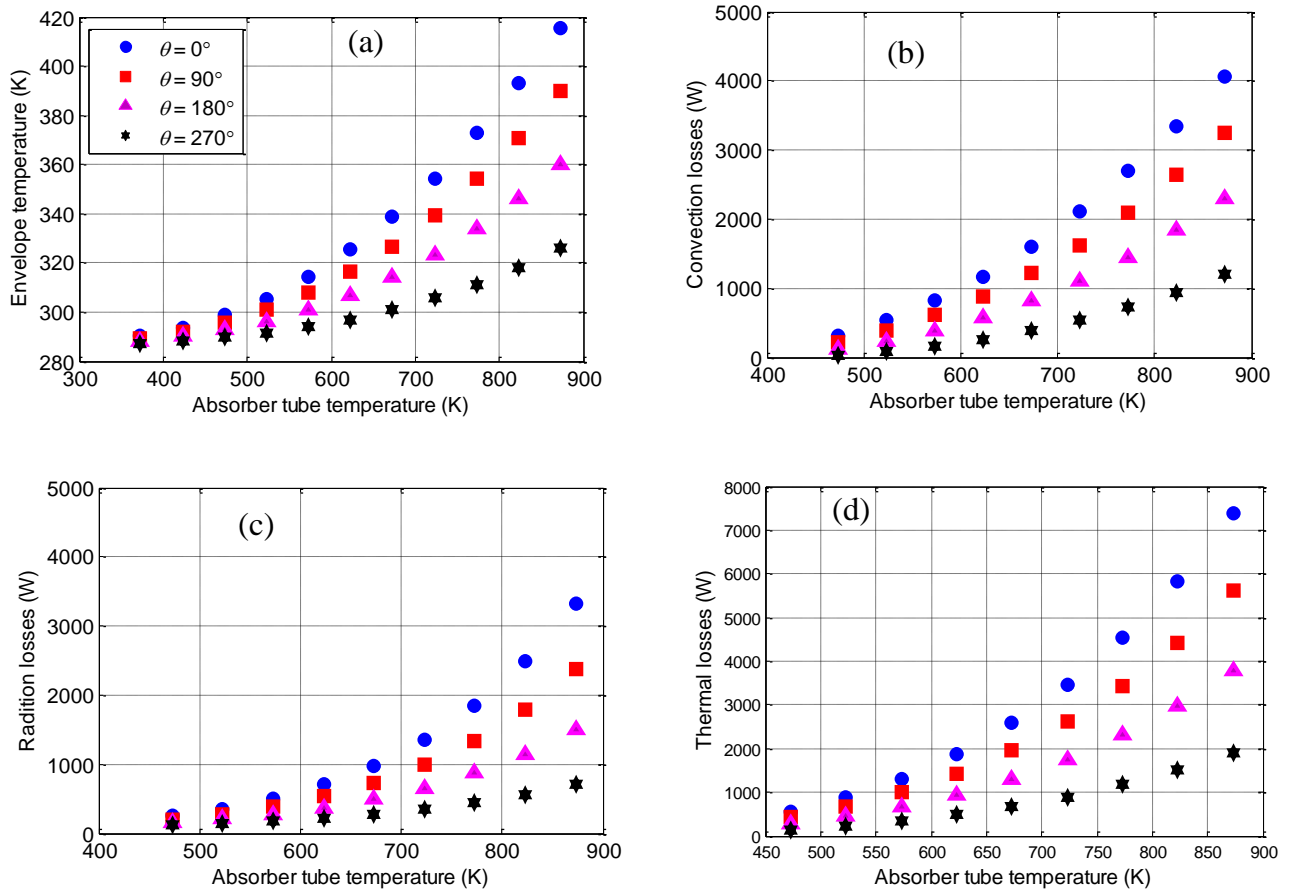 420
400
380
360
340
320
300
280
300 400 500 600 700 800 900
Envelope temperature (K)
Absorber tube temperature (K)
(a)
θ = 0°
θ = 90°
θ = 180°
θ = 270°
5000
4000
3000
2000
1000
0
400 500 600 700 800 900
Convection losses (W)
Absorber tube temperature (K)
(b)
5000
4000
3000
2000
1000
0
400 500 600 700 800 900
Radition losses (W)
Absorber tube temperature (K)
(c)
8000
7000
6000
5000
4000
3000
2000
1000
0
450 500 550 600 650 700 750 800 850 900
Thermal losses (W)
Absorber tube temperature (K)
(d)